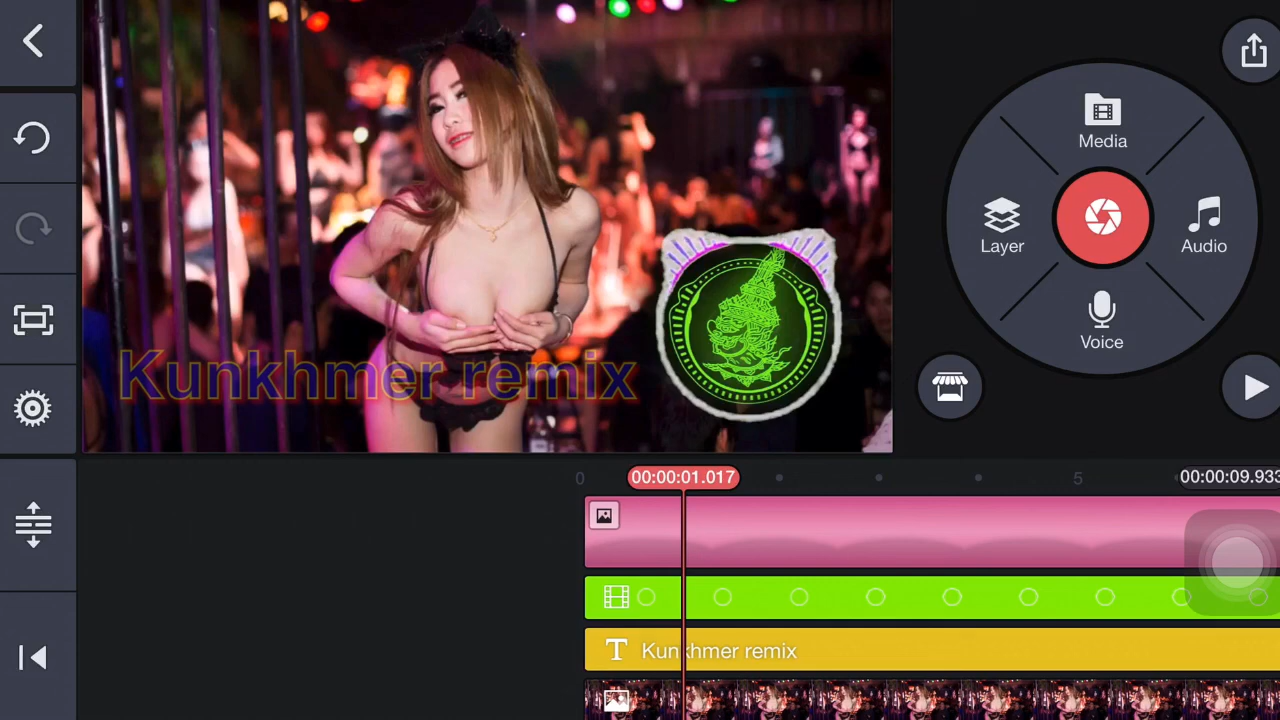 Media
Layer
Audio
Voice
Kunkhmer remix
0
00:00:01.017
5
00:00:09.933
Kunkhmer remix